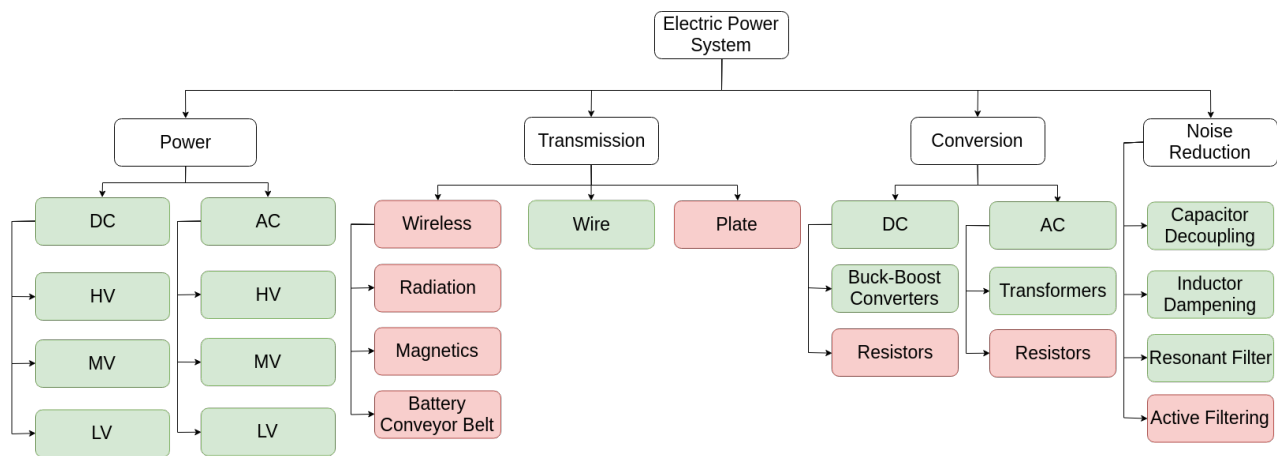 Electric Power
System
Power
Transmission
Conversion
Noise
Reduction
DC
HV
MV
LV
AC
HV
MV
LV
Wireless
Radiation
Magnetics
Battery
Conveyor Belt
Wire
Plate
DC
Buck-Boost
Converters
Resistors
AC
Transformers
Resistors
Capacitor
Decoupling
Inductor
Dampening
Resonant Filter
Active Filtering